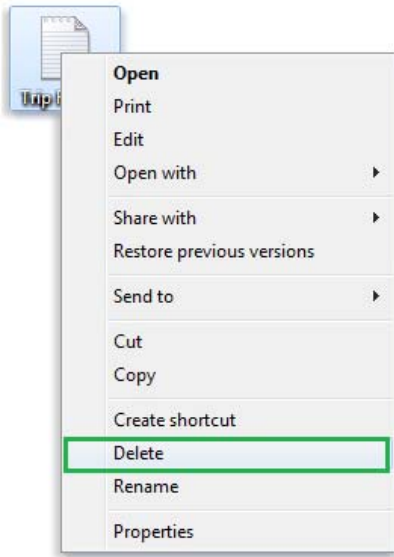 Trip
Open
Print
Edit
Open with
Share with
Restore previous versions
Send to
Cut
Copy
Create shortcut
Delete
Rename
Properties